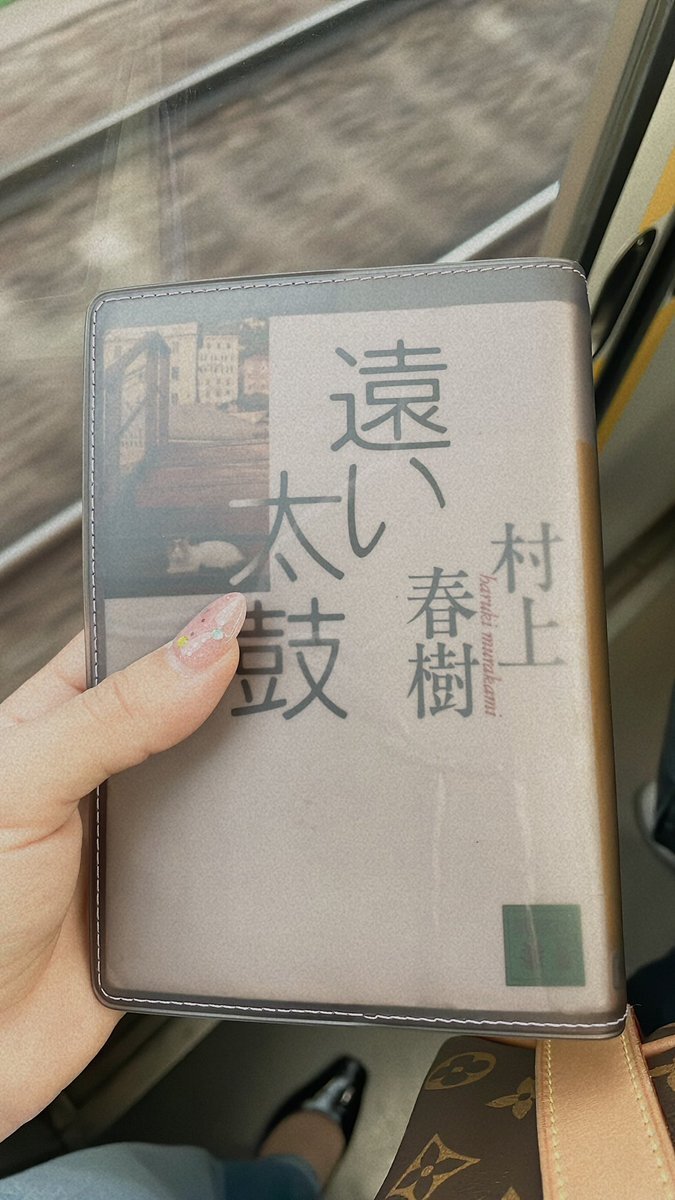 遠い
太鼓
村上
春樹
haruki murakami